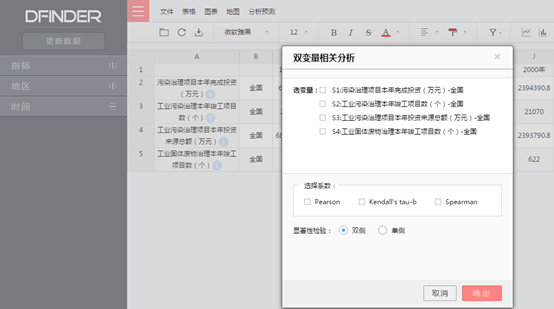 DFINDER
文件 表格 图表 地图 分析预测
更新数据
微软雅黑 12 B I S A
指标
地区
时间
A B J
1 2000年
2 污染治理项目本年完成投资（万元） 全国 2394390.8
3 工业污染治理本年竣工项目数（个） 全国 21070
4 工业污染治理项目本年投资来源总额（万元） 全国 2393790.8
5 工业固体废物治理本年竣工项目数（个） 全国 622
双变量相关分析
选变量： S1:污染治理项目本年完成投资（万元）-全国
S2:工业污染治理本年竣工项目数（个）-全国
S3:工业污染治理项目本年投资来源总额（万元）-全国
S4:工业固体废物治理本年竣工项目数（个）-全国
选择系数：
Pearson Kendall's tau-b Spearman
显著性检验： 双侧 单侧
取消 确定